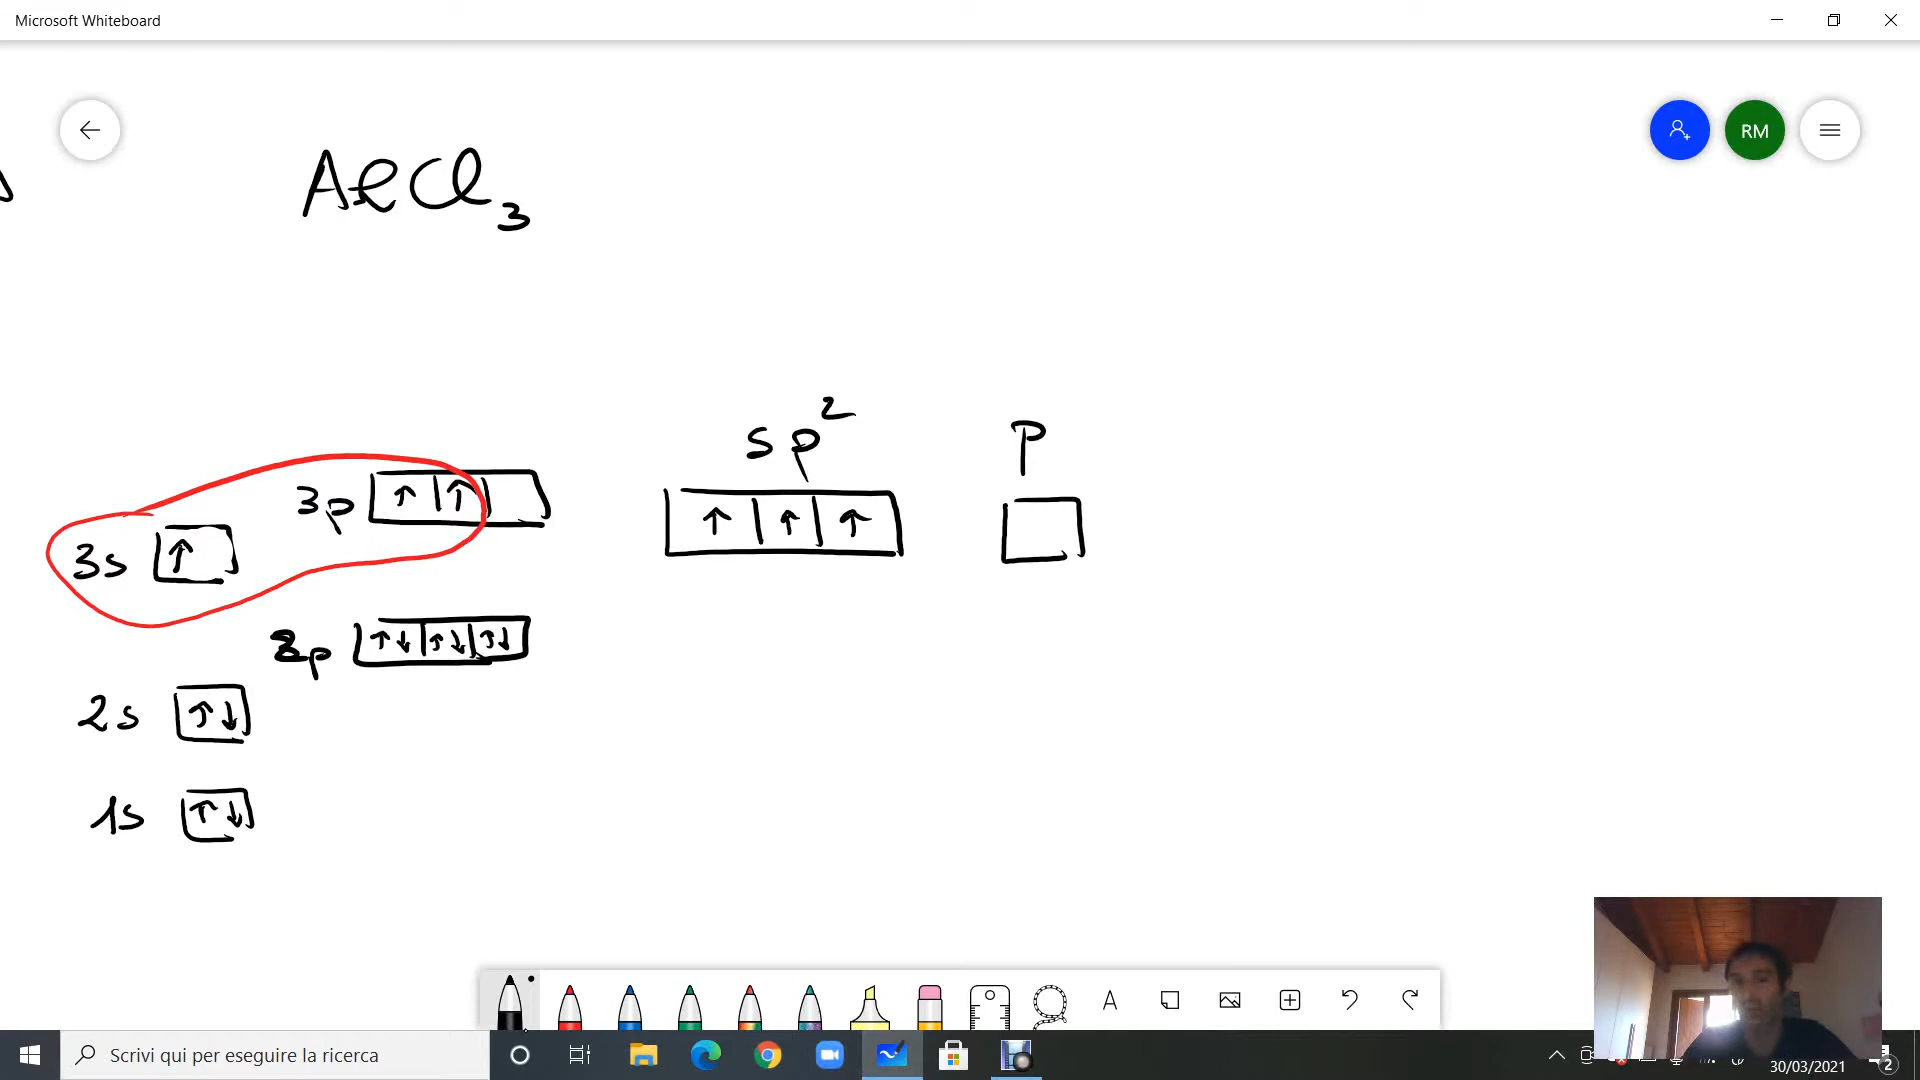 Microsoft Whiteboard
RM
AlCl3
sp²
P
3p ↑ ↑
↑ ↑ ↑
3s ↑
2p ↑↓ ↑↓ ↑↓
2s ↑↓
1s ↑↓
A
Scrivi qui per eseguire la ricerca
30/03/2021
2